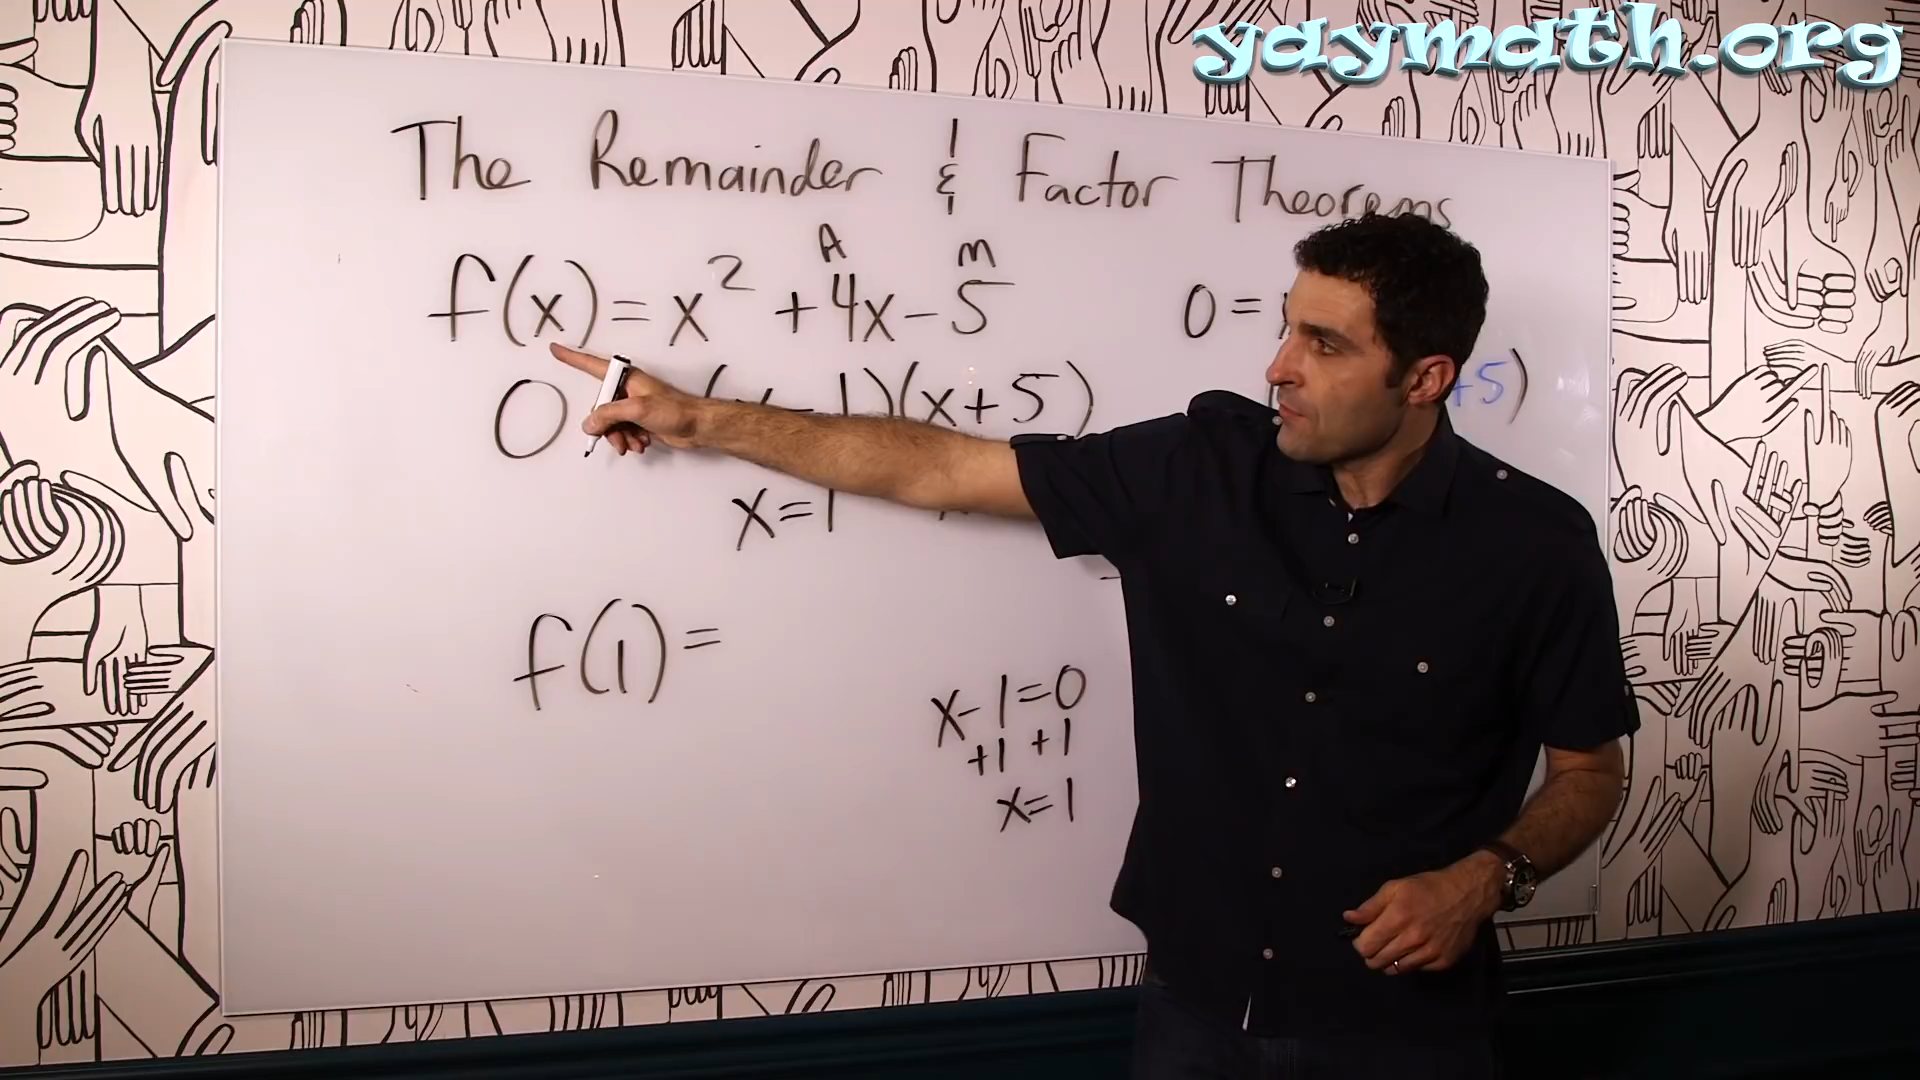 yaymath.org
The Remainder & Factor Theorems
A M
f(x) = x² + 4x - 5
0 = (x - 1)(x + 5)
x = 1
f(1) =
x - 1 = 0
+1 +1
x = 1
0 =
+5)